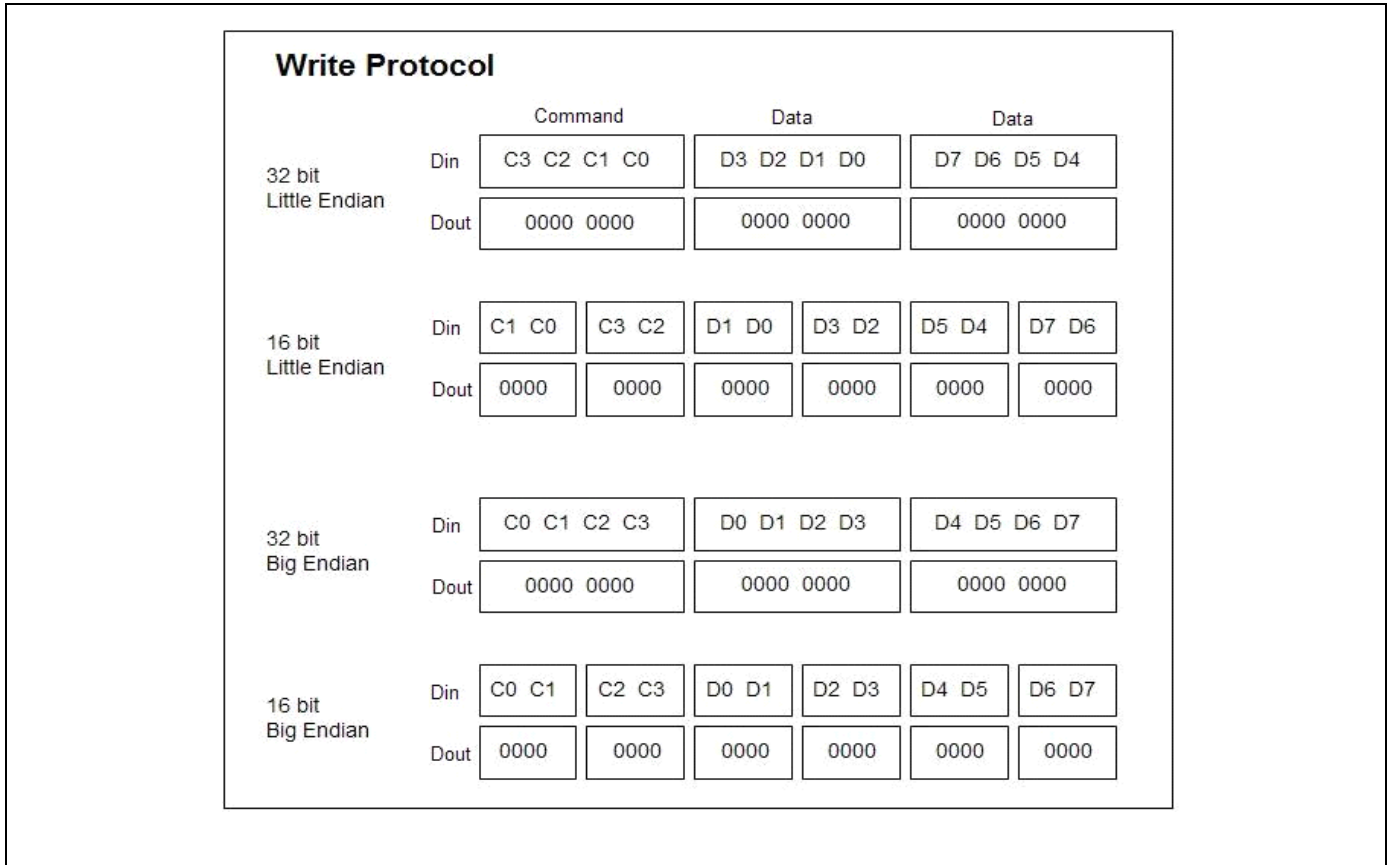 Write Protocol
Command Data Data
32 bit
Little Endian
Din C3 C2 C1 C0 D3 D2 D1 D0 D7 D6 D5 D4
Dout 0000 0000 0000 0000 0000 0000
16 bit
Little Endian
Din C1 C0 C3 C2 D1 D0 D3 D2 D5 D4 D7 D6
Dout 0000 0000 0000 0000 0000 0000
32 bit
Big Endian
Din C0 C1 C2 C3 D0 D1 D2 D3 D4 D5 D6 D7
Dout 0000 0000 0000 0000 0000 0000
16 bit
Big Endian
Din C0 C1 C2 C3 D0 D1 D2 D3 D4 D5 D6 D7
Dout 0000 0000 0000 0000 0000 0000